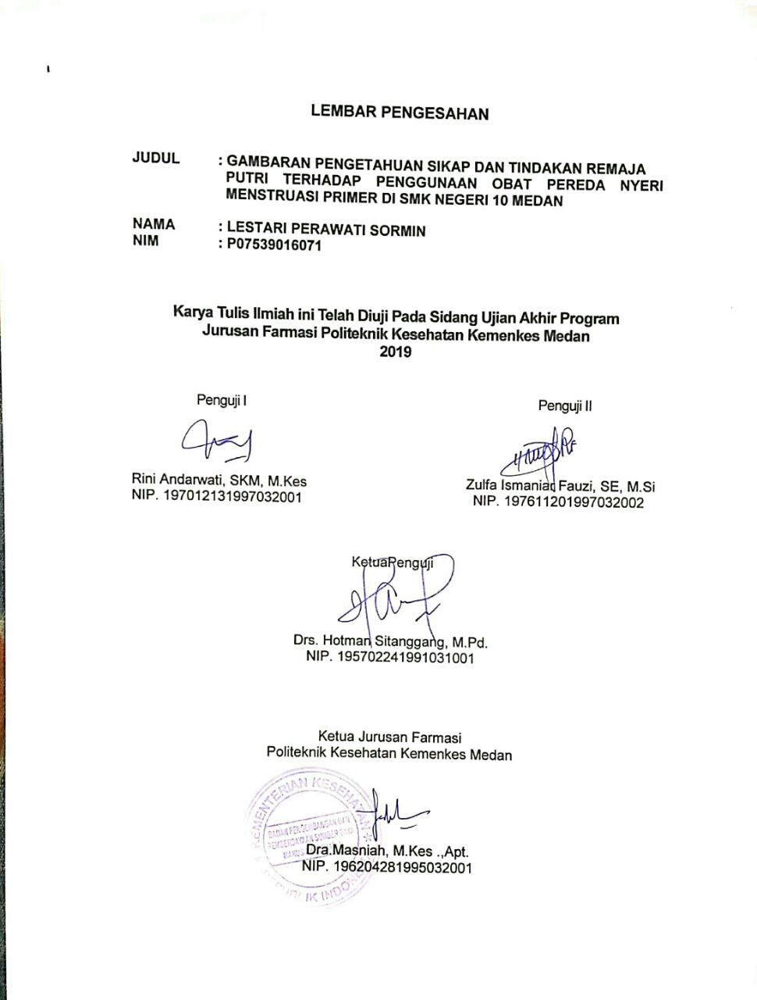 LEMBAR PENGESAHAN
JUDUL : GAMBARAN PENGETAHUAN SIKAP DAN TINDAKAN REMAJA
PUTRI TERHADAP PENGGUNAAN OBAT PEREDA NYERI
MENSTRUASI PRIMER DI SMK NEGERI 10 MEDAN
NAMA : LESTARI PERAWATI SORMIN
NIM : P07539016071
Karya Tulis Ilmiah ini Telah Diuji Pada Sidang Ujian Akhir Program
Jurusan Farmasi Politeknik Kesehatan Kemenkes Medan
2019
Penguji I
Penguji II
Rini Andarwati, SKM, M.Kes
NIP. 197012131997032001
Zulfa Ismaniad Fauzi, SE, M.Si
NIP. 197611201997032002
KetuaPenguji
Drs. Hotman Sitanggang, M.Pd.
NIP. 195702241991031001
Ketua Jurusan Farmasi
Politeknik Kesehatan Kemenkes Medan
KEMENTERIAN KESEHATAN
BADAN PENGEMBANGAN DAN
PEMBERDAYAAN SUMBER DAYA
Dra.Masniah, M.Kes .,Apt.
NIP. 196204281995032001
REPUBLIK INDONESIA